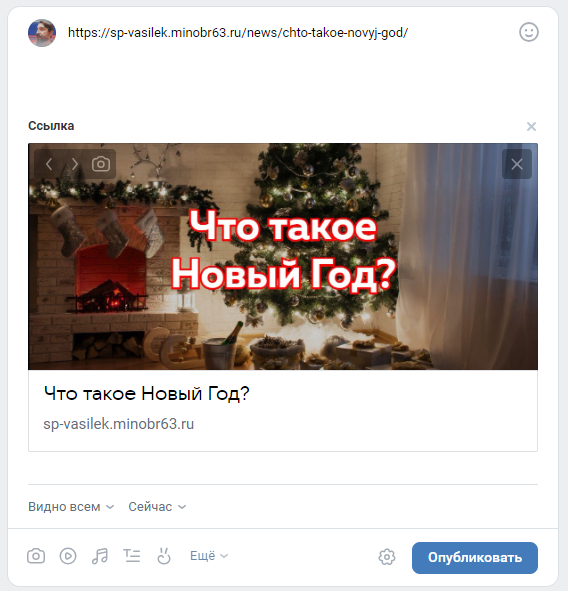 https://sp-vasilek.minobr63.ru/news/chto-takoe-novyj-god/
Ссылка
Что такое
Новый Год?
Что такое Новый Год?
sp-vasilek.minobr63.ru
Видно всем Сейчас
Ещё Опубликовать